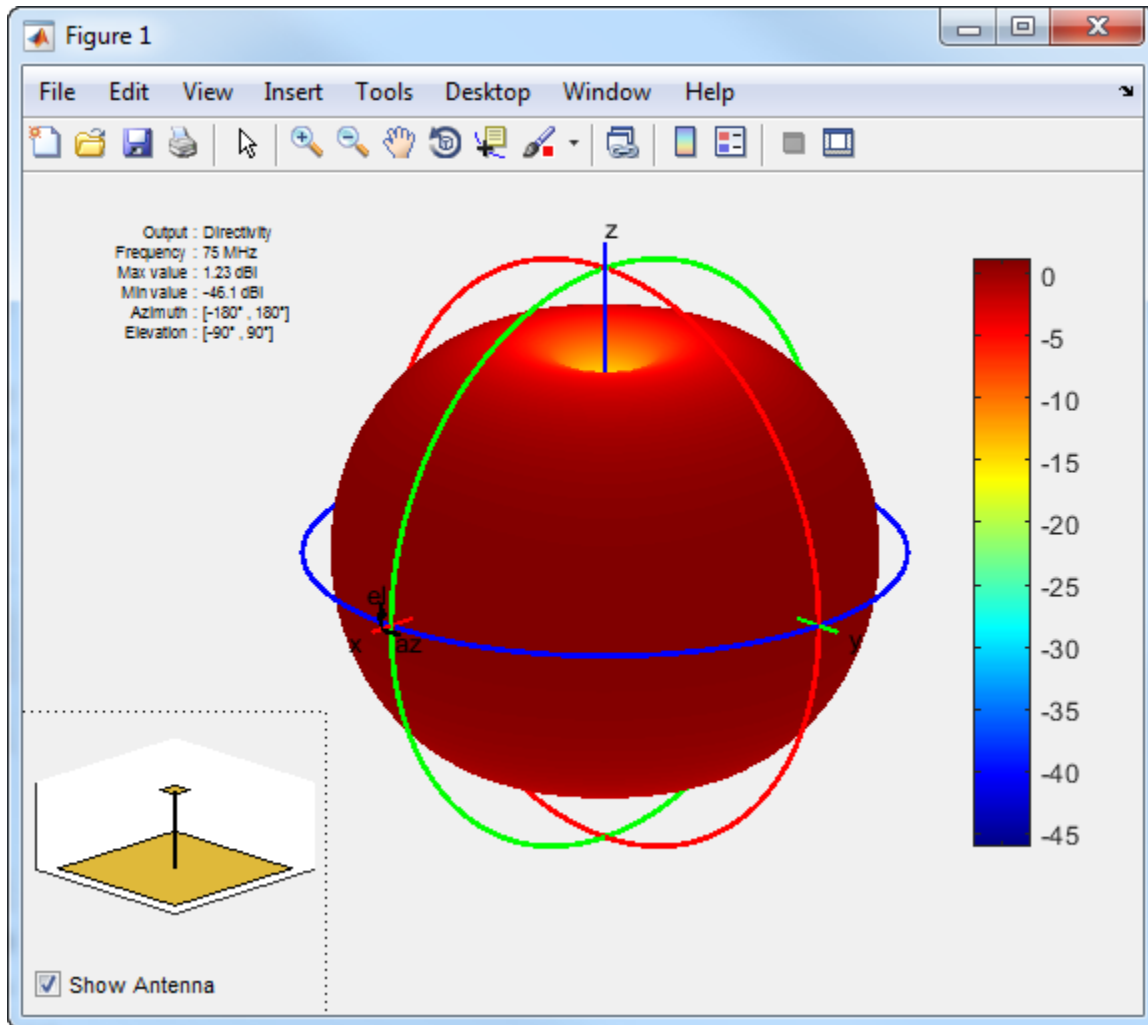 Figure 1
File Edit View Insert Tools Desktop Window Help
Output : Directivity
Frequency : 75 MHz
Max value : 1.23 dBi
Min value : -46.1 dBi
Azimuth : [-180° , 180°]
Elevation : [-90° , 90°]
z
el
x az
y
0
-5
-10
-15
-20
-25
-30
-35
-40
-45
Show Antenna